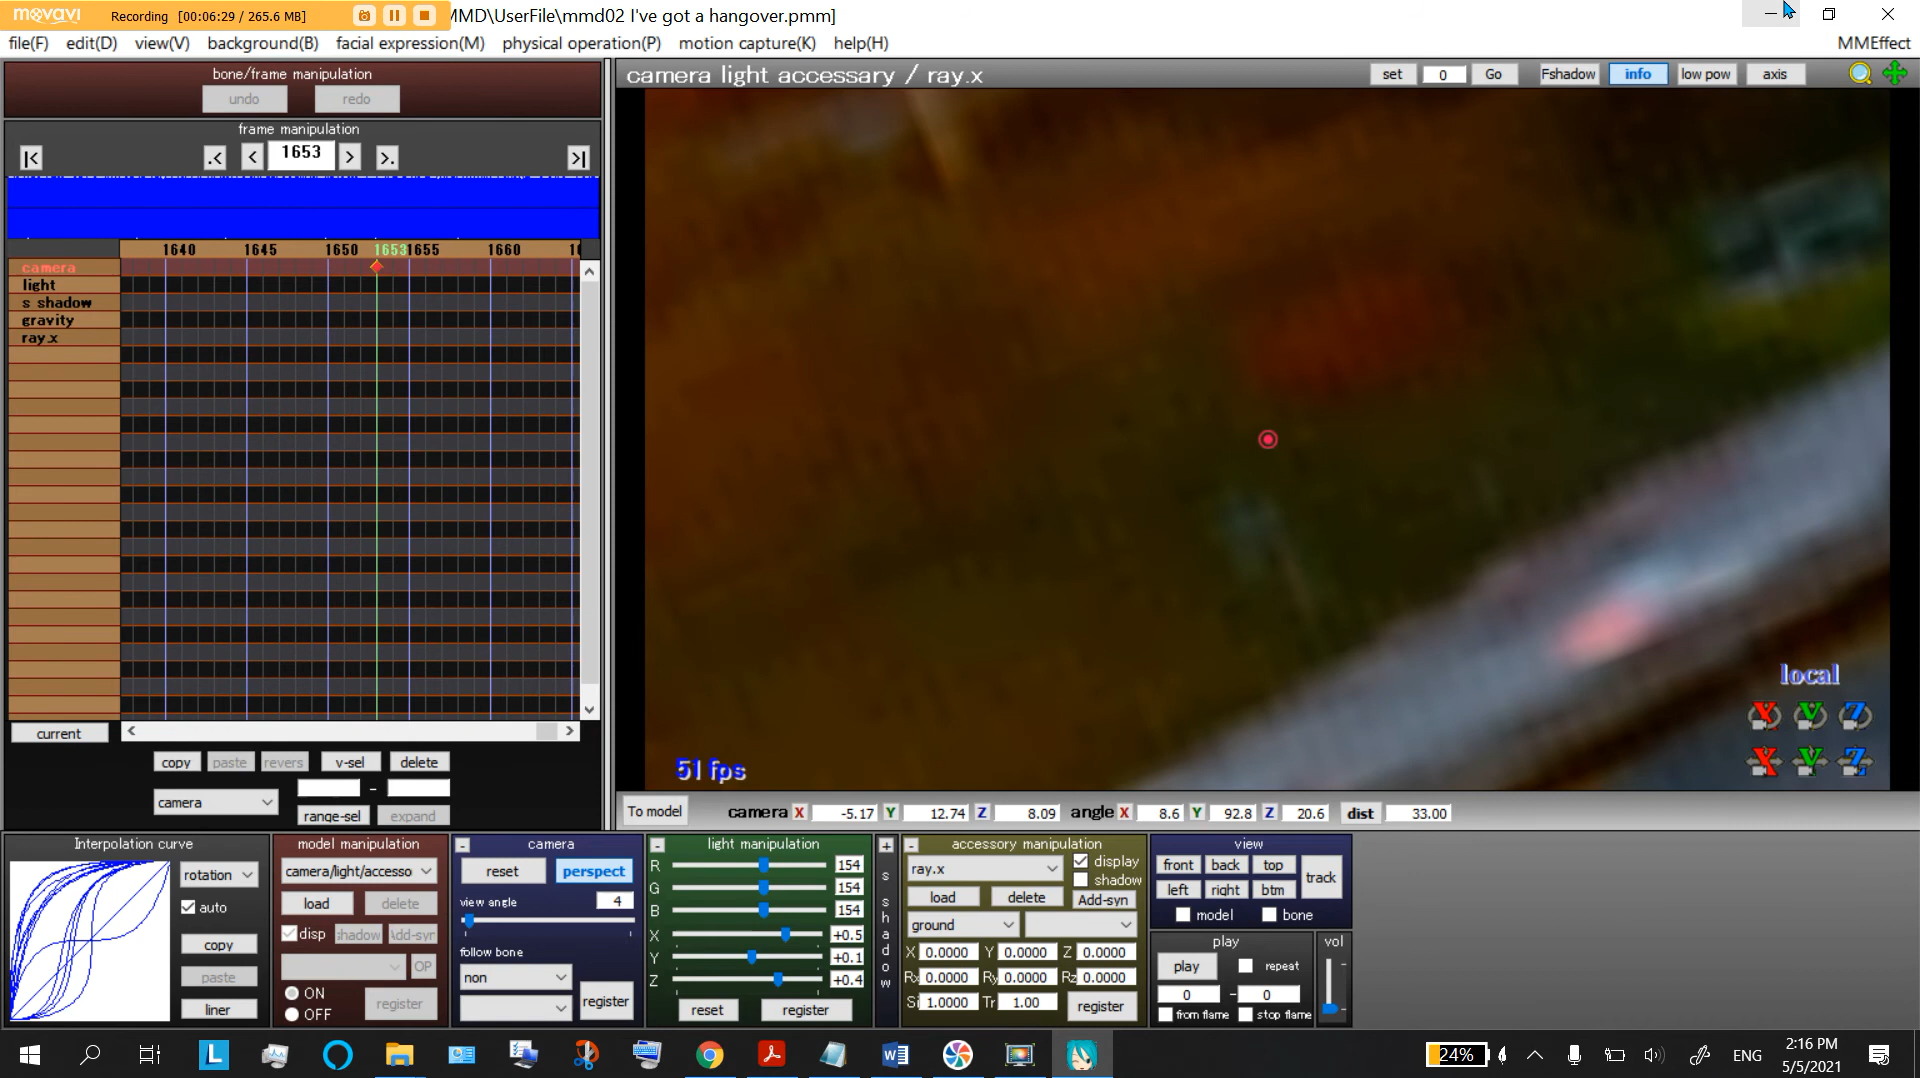 movavi Recording [00:06:29 / 265.6 MB] MMD\UserFile\mmd02 I've got a hangover.pmm]
file(F) edit(D) view(V) background(B) facial expression(M) physical operation(P) motion capture(K) help(H) MMEffect
bone/frame manipulation
undo redo
frame manipulation
|< .< < 1653 > >. >|
1640 1645 1650 1653 1655 1660
camera
light
s shadow
gravity
ray.x
current < >
copy paste revers v-sel delete
camera -
range-sel expand
camera light accessary / ray.x set 0 Go Fshadow info low pow axis
local
X Y Z
X Y Z
51 fps
To model camera X -5.17 Y 12.74 Z 8.09 angle X 8.6 Y 92.8 Z 20.6 dist 33.00
Interpolation curve
rotation
auto
copy
paste
liner
model manipulation
camera/light/accesso
load delete
disp shadow Add-syn
OP
ON
OFF
register
- camera
reset perspect
view angle 4
follow bone
non
register
- light manipulation
R 154
G 154
B 154
X +0.5
Y +0.1
Z +0.4
reset register
+
s shadow
- accessory manipulation
ray.x display
shadow
load delete Add-syn
ground
X 0.0000 Y 0.0000 Z 0.0000
Rx 0.0000 Ry 0.0000 Rz 0.0000
Si 1.0000 Tr 1.00 register
view
front back top
left right btm
track
model bone
play
play repeat
0 - 0
from flame stop flame
vol
L W 24% ENG 2:16 PM
5/5/2021